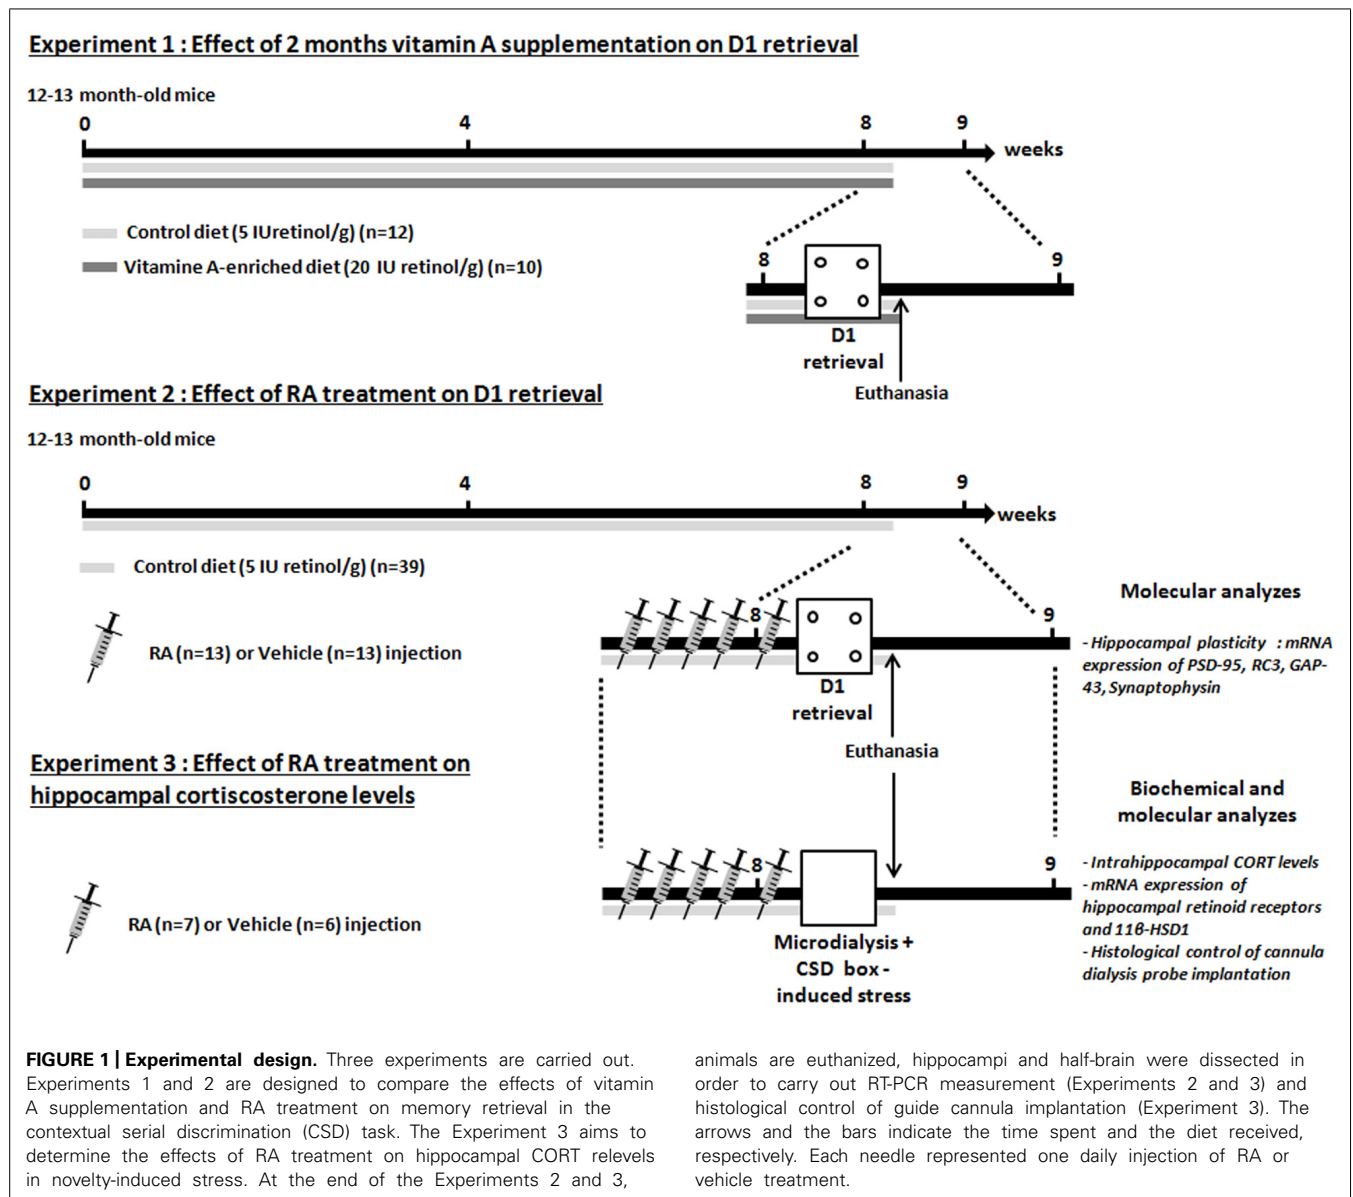 Experiment 1 : Effect of 2 months vitamin A supplementation on D1 retrieval
12-13 month-old mice
0 4 8 9
weeks
Control diet (5 IUretinol/g) (n=12)
Vitamine A-enriched diet (20 IU retinol/g) (n=10)
8 9
D1
retrieval
Euthanasia
Experiment 2 : Effect of RA treatment on D1 retrieval
12-13 month-old mice
0 4 8 9
weeks
Control diet (5 IU retinol/g) (n=39)
RA (n=13) or Vehicle (n=13) injection
8 9
D1
retrieval
Molecular analyzes
- Hippocampal plasticity : mRNA
expression of PSD-95, RC3, GAP-
43, Synaptophysin
Euthanasia
Experiment 3 : Effect of RA treatment on
hippocampal cortiscosterone levels
RA (n=7) or Vehicle (n=6) injection
8 9
Microdialysis +
CSD box -
induced stress
Biochemical and
molecular analyzes
- Intrahippocampal CORT levels
- mRNA expression of
hippocampal retinoid receptors
and 11β-HSD1
- Histological control of cannula
dialysis probe implantation
FIGURE 1 | Experimental design. Three experiments are carried out.
Experiments 1 and 2 are designed to compare the effects of vitamin
A supplementation and RA treatment on memory retrieval in the
contextual serial discrimination (CSD) task. The Experiment 3 aims to
determine the effects of RA treatment on hippocampal CORT relevels
in novelty-induced stress. At the end of the Experiments 2 and 3,
animals are euthanized, hippocampi and half-brain were dissected in
order to carry out RT-PCR measurement (Experiments 2 and 3) and
histological control of guide cannula implantation (Experiment 3). The
arrows and the bars indicate the time spent and the diet received,
respectively. Each needle represented one daily injection of RA or
vehicle treatment.